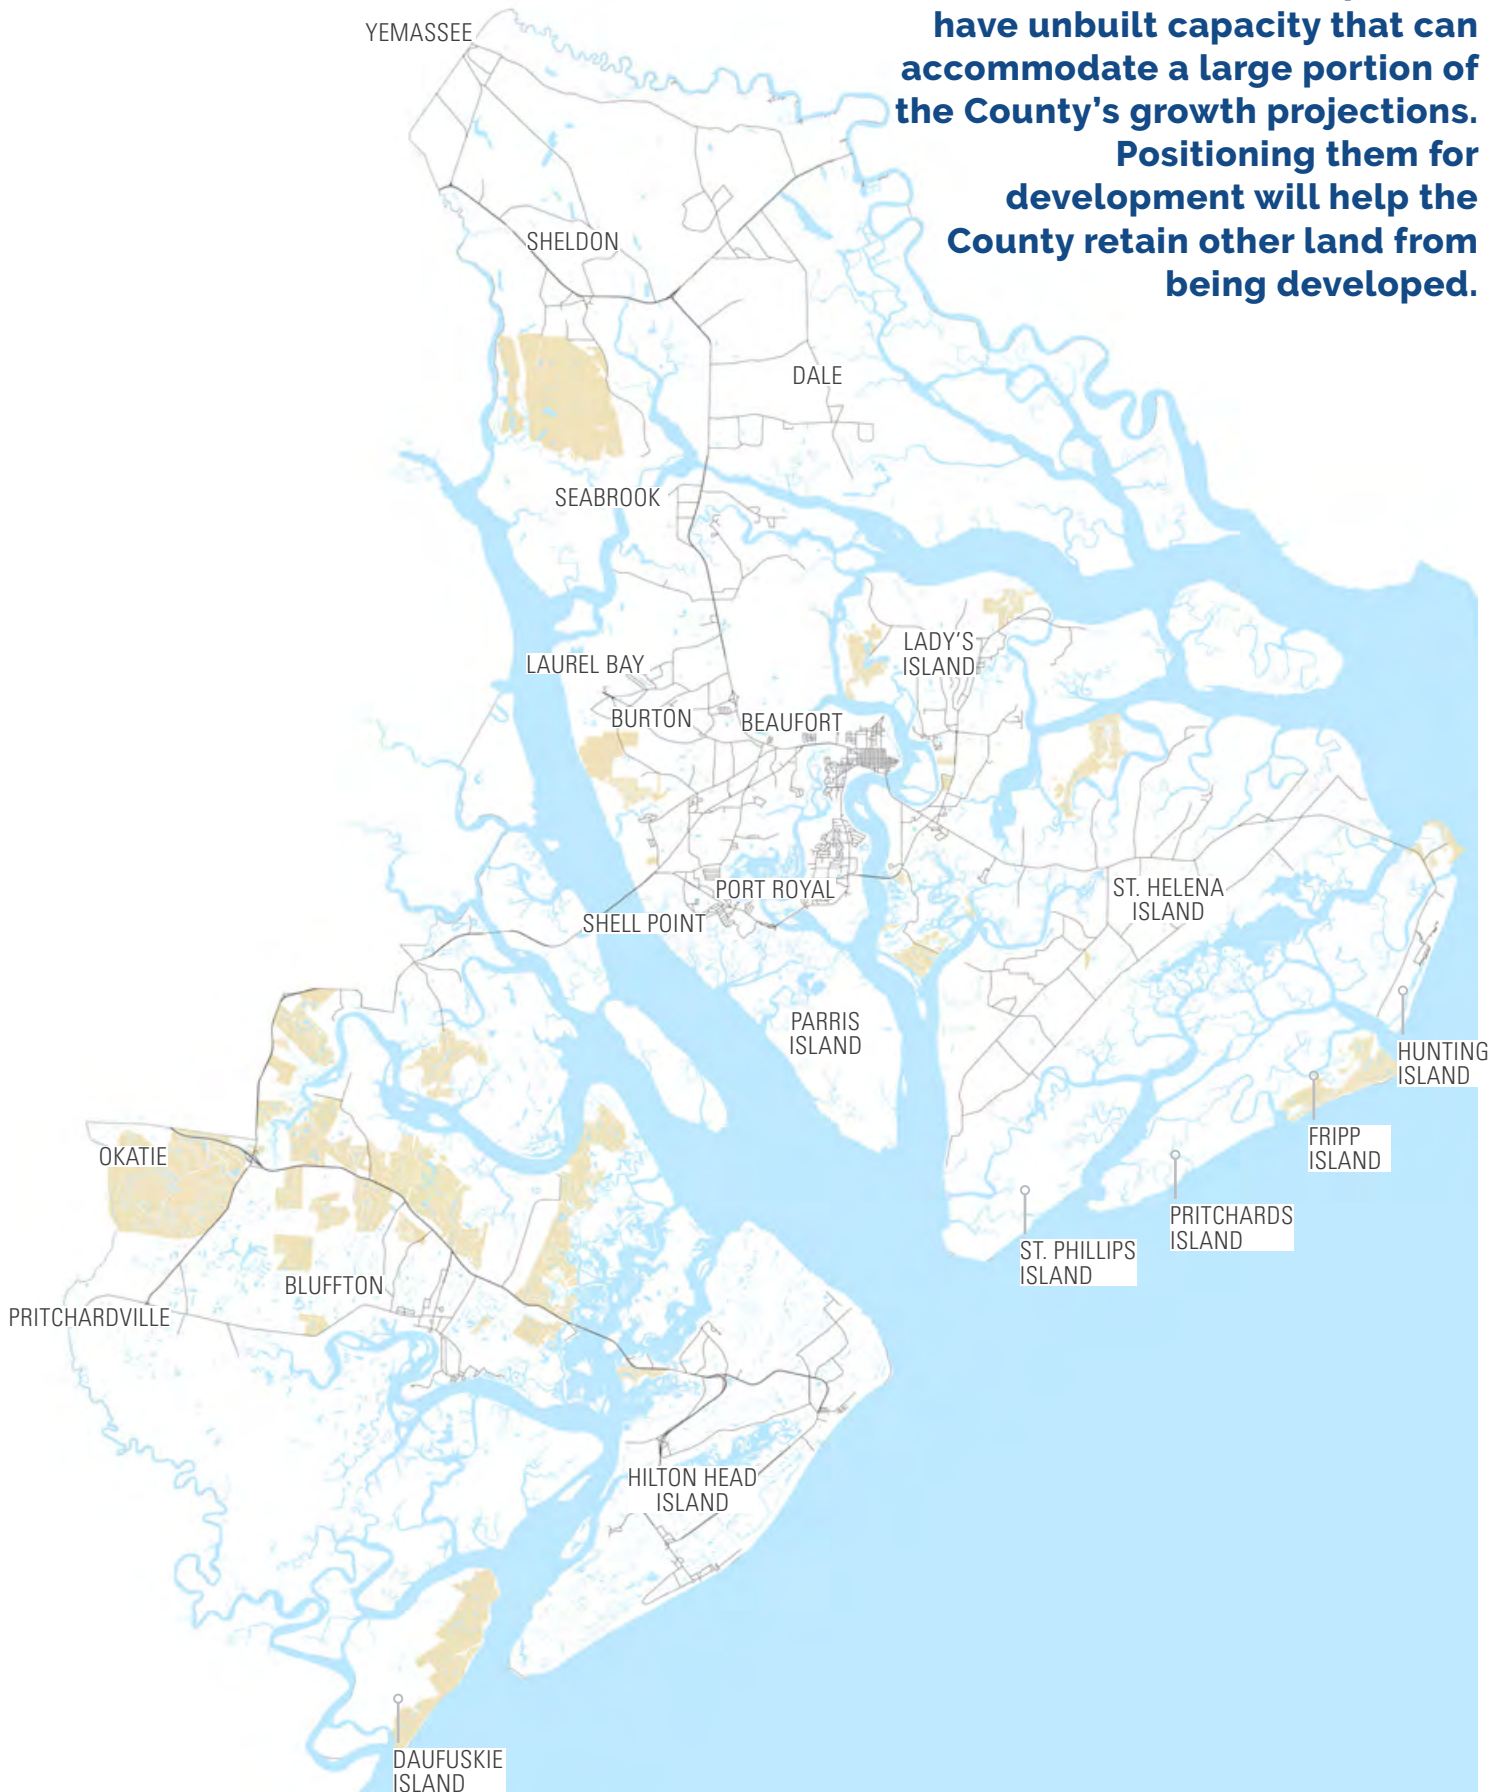 have unbuilt capacity that can
accommodate a large portion of
the County's growth projections.
Positioning them for
development will help the
County retain other land from
being developed.
YEMASSEE
SHELDON
DALE
SEABROOK
LADY'S
ISLAND
LAUREL BAY
BURTON
BEAUFORT
PORT ROYAL
ST. HELENA
ISLAND
SHELL POINT
PARRIS
ISLAND
HUNTING
ISLAND
FRIPP
ISLAND
OKATIE
PRITCHARDS
ISLAND
ST. PHILLIPS
ISLAND
BLUFFTON
PRITCHARDVILLE
HILTON HEAD
ISLAND
DAUFUSKIE
ISLAND